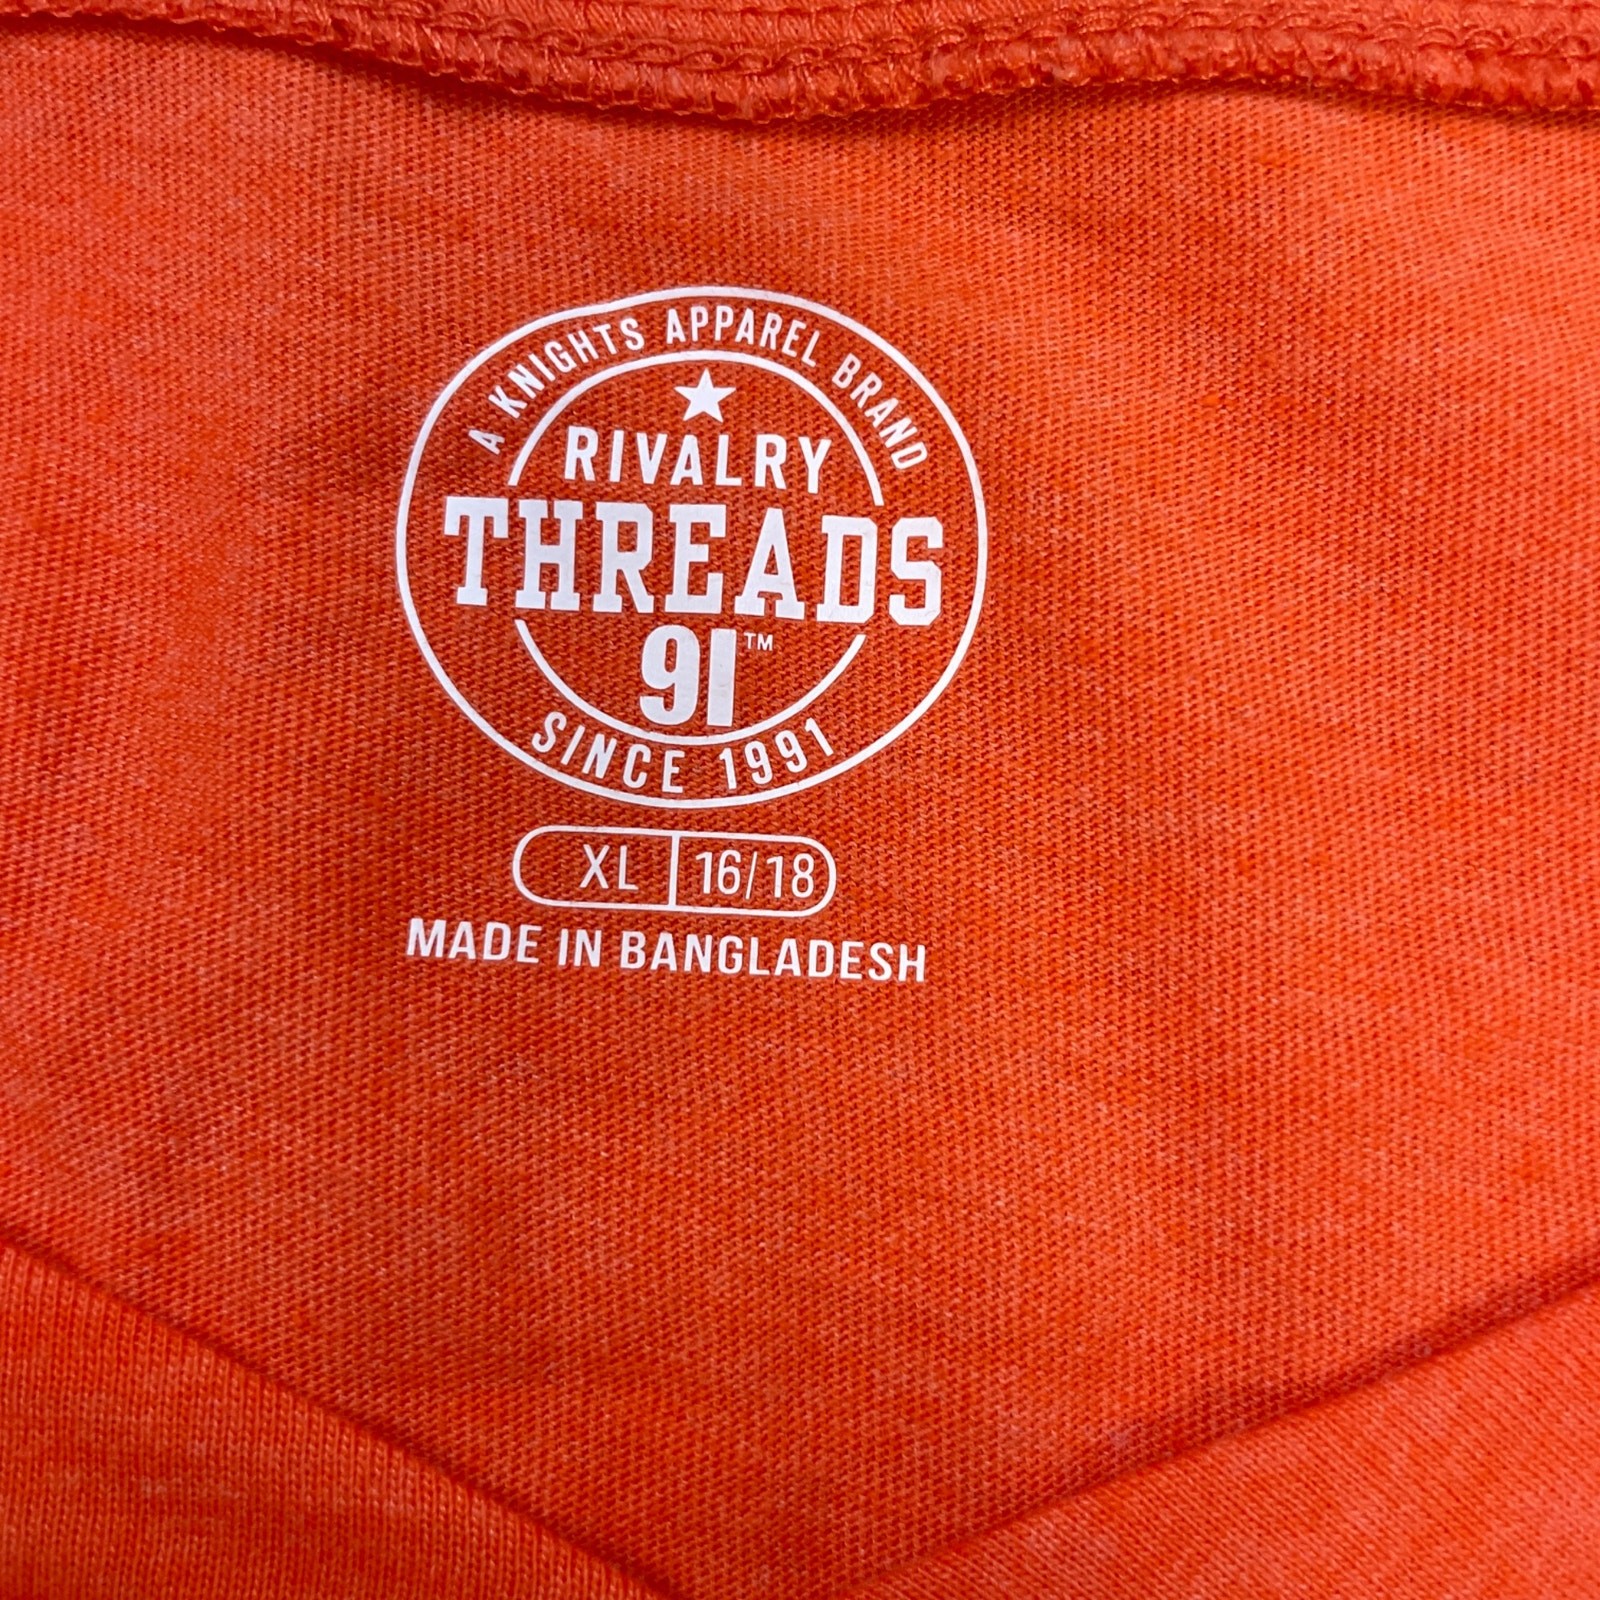 A KNIGHTS APPAREL BRAND
RIVALRY
THREADS
91™
SINCE 1991
XL 16/18
MADE IN BANGLADESH